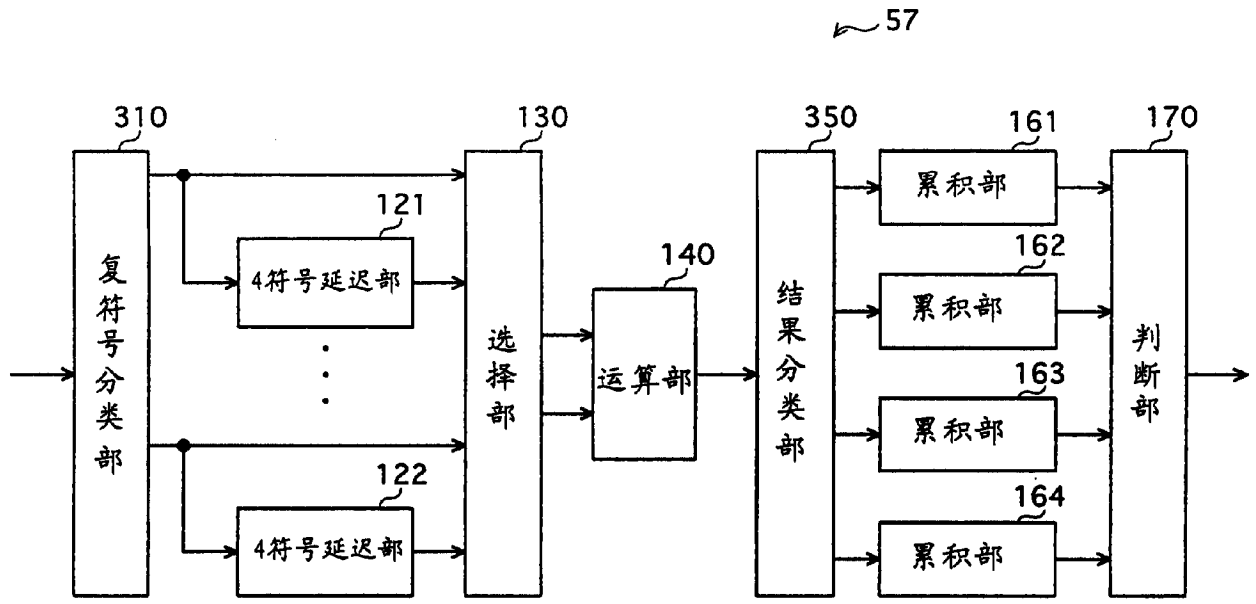 57
310
130
350
161
170
复符号分类部
121
4符号延迟部
122
4符号延迟部
选择部
140
运算部
结果分类部
累积部
162
累积部
163
累积部
164
累积部
判断部